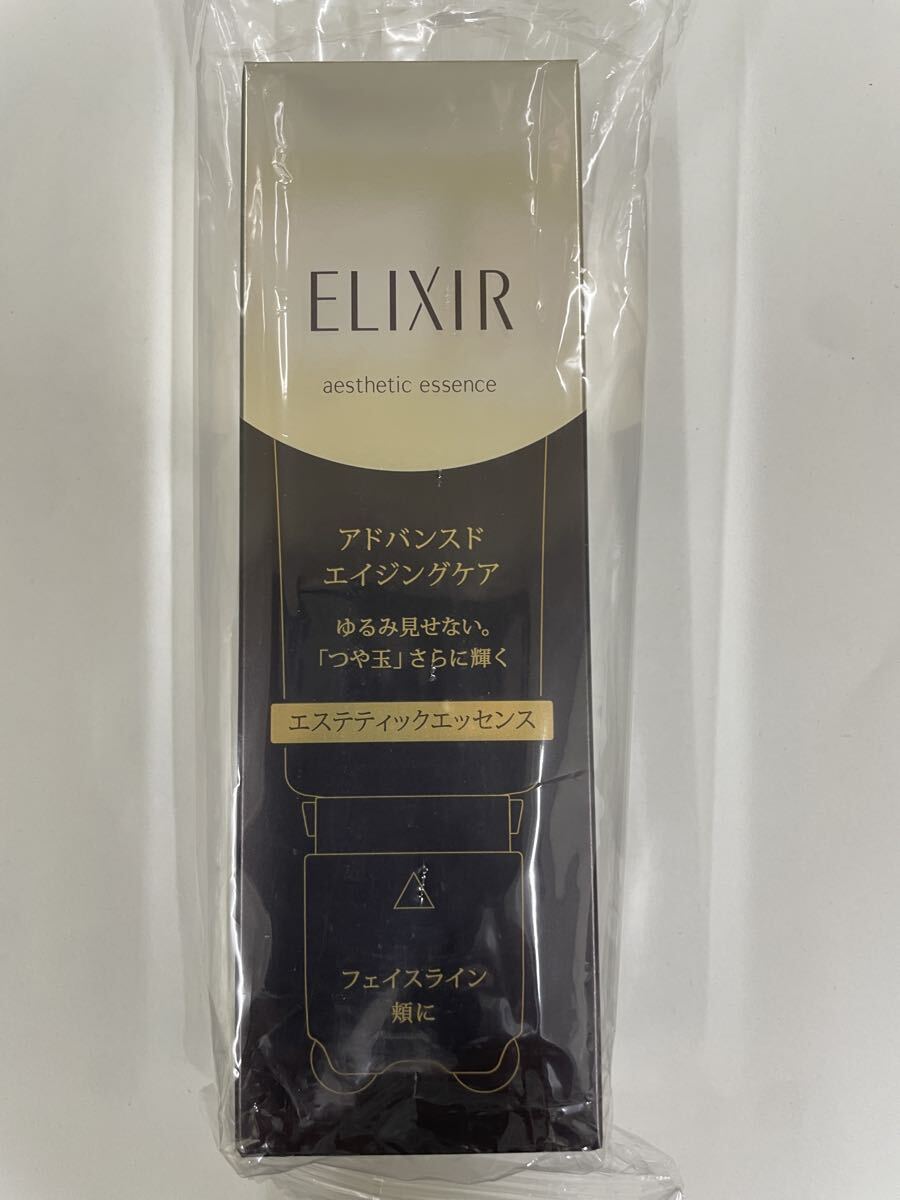 ELIXIR
aesthetic essence
アドバンスド
エイジングケア
ゆるみ見せない。
「つや玉」さらに輝く
エステティックエッセンス
フェイスライン
頬に